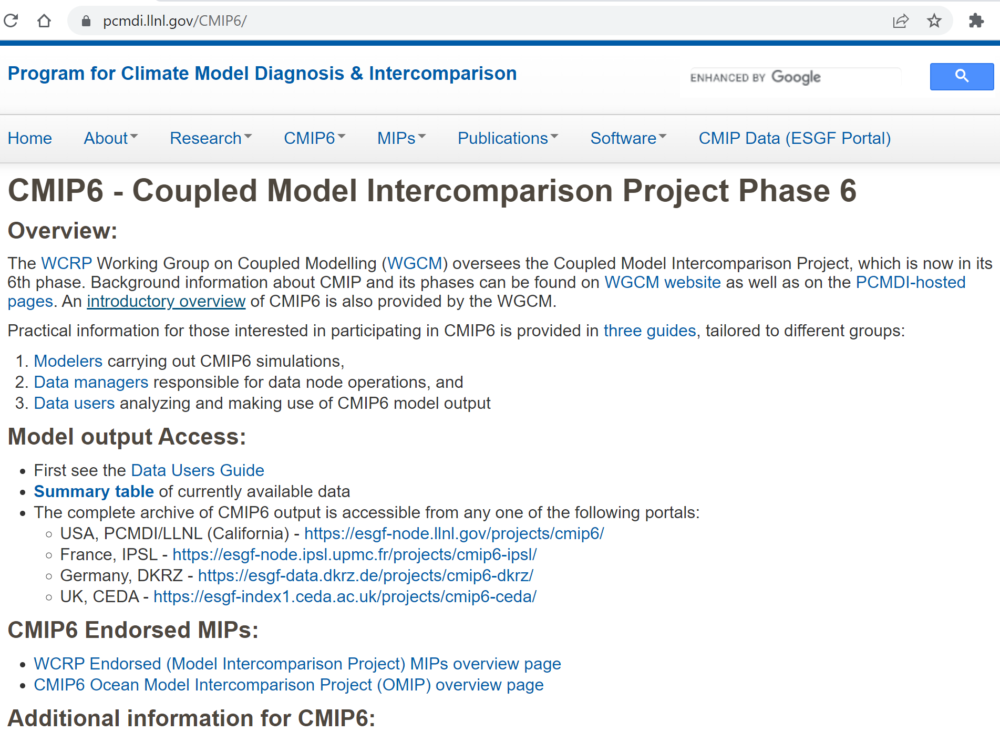 pcmdi.llnl.gov/CMIP6/
Program for Climate Model Diagnosis & Intercomparison
ENHANCED BY Google
Home About Research CMIP6 MIPs Publications Software CMIP Data (ESGF Portal)
CMIP6 - Coupled Model Intercomparison Project Phase 6
Overview:
The WCRP Working Group on Coupled Modelling (WGCM) oversees the Coupled Model Intercomparison Project, which is now in its
6th phase. Background information about CMIP and its phases can be found on WGCM website as well as on the PCMDI-hosted
pages. An introductory overview of CMIP6 is also provided by the WGCM.
Practical information for those interested in participating in CMIP6 is provided in three guides, tailored to different groups:
1. Modelers carrying out CMIP6 simulations,
2. Data managers responsible for data node operations, and
3. Data users analyzing and making use of CMIP6 model output
Model output Access:
• First see the Data Users Guide
• Summary table of currently available data
• The complete archive of CMIP6 output is accessible from any one of the following portals:
◦ USA, PCMDI/LLNL (California) - https://esgf-node.llnl.gov/projects/cmip6/
◦ France, IPSL - https://esgf-node.ipsl.upmc.fr/projects/cmip6-ipsl/
◦ Germany, DKRZ - https://esgf-data.dkrz.de/projects/cmip6-dkrz/
◦ UK, CEDA - https://esgf-index1.ceda.ac.uk/projects/cmip6-ceda/
CMIP6 Endorsed MIPs:
• WCRP Endorsed (Model Intercomparison Project) MIPs overview page
• CMIP6 Ocean Model Intercomparison Project (OMIP) overview page
Additional information for CMIP6: